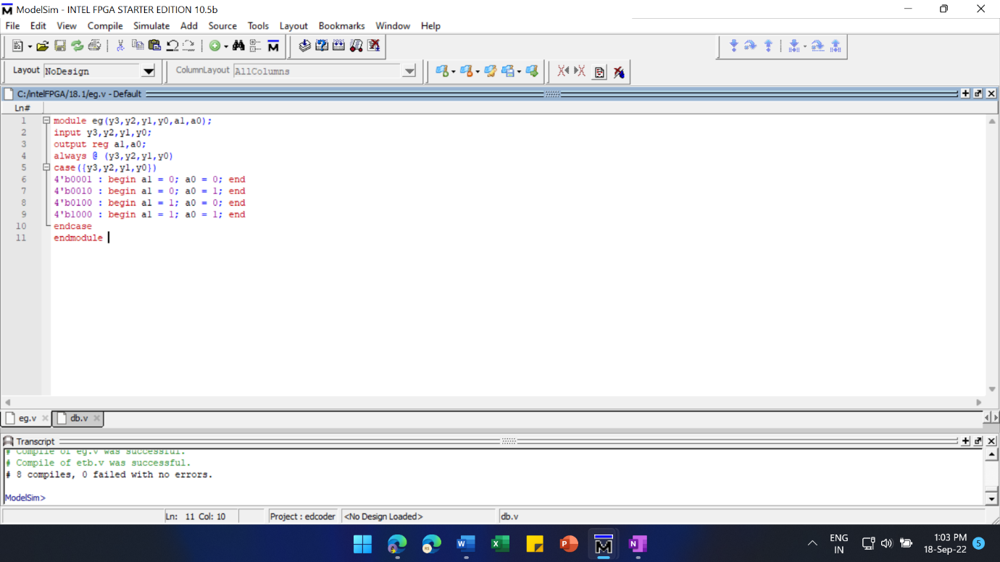 ModelSim - INTEL FPGA STARTER EDITION 10.5b
File Edit View Compile Simulate Add Source Tools Layout Bookmarks Window Help
Layout NoDesign ColumnLayout AllColumns
C:/intelFPGA/18.1/eg.v - Default
Ln#
1 module eg(y3,y2,y1,y0,a1,a0);
2 input y3,y2,y1,y0;
3 output reg a1,a0;
4 always @ (y3,y2,y1,y0)
5 case({y3,y2,y1,y0})
6 4'b0001 : begin a1 = 0; a0 = 0; end
7 4'b0010 : begin a1 = 0; a0 = 1; end
8 4'b0100 : begin a1 = 1; a0 = 0; end
9 4'b1000 : begin a1 = 1; a0 = 1; end
10 endcase
11 endmodule
eg.v db.v
Transcript
# Compile of eg.v was successful.
# Compile of etb.v was successful.
# 8 compiles, 0 failed with no errors.
ModelSim>
Ln: 11 Col: 10 Project : edcoder <No Design Loaded> db.v
ENG 1:03 PM
IN 18-Sep-22 5